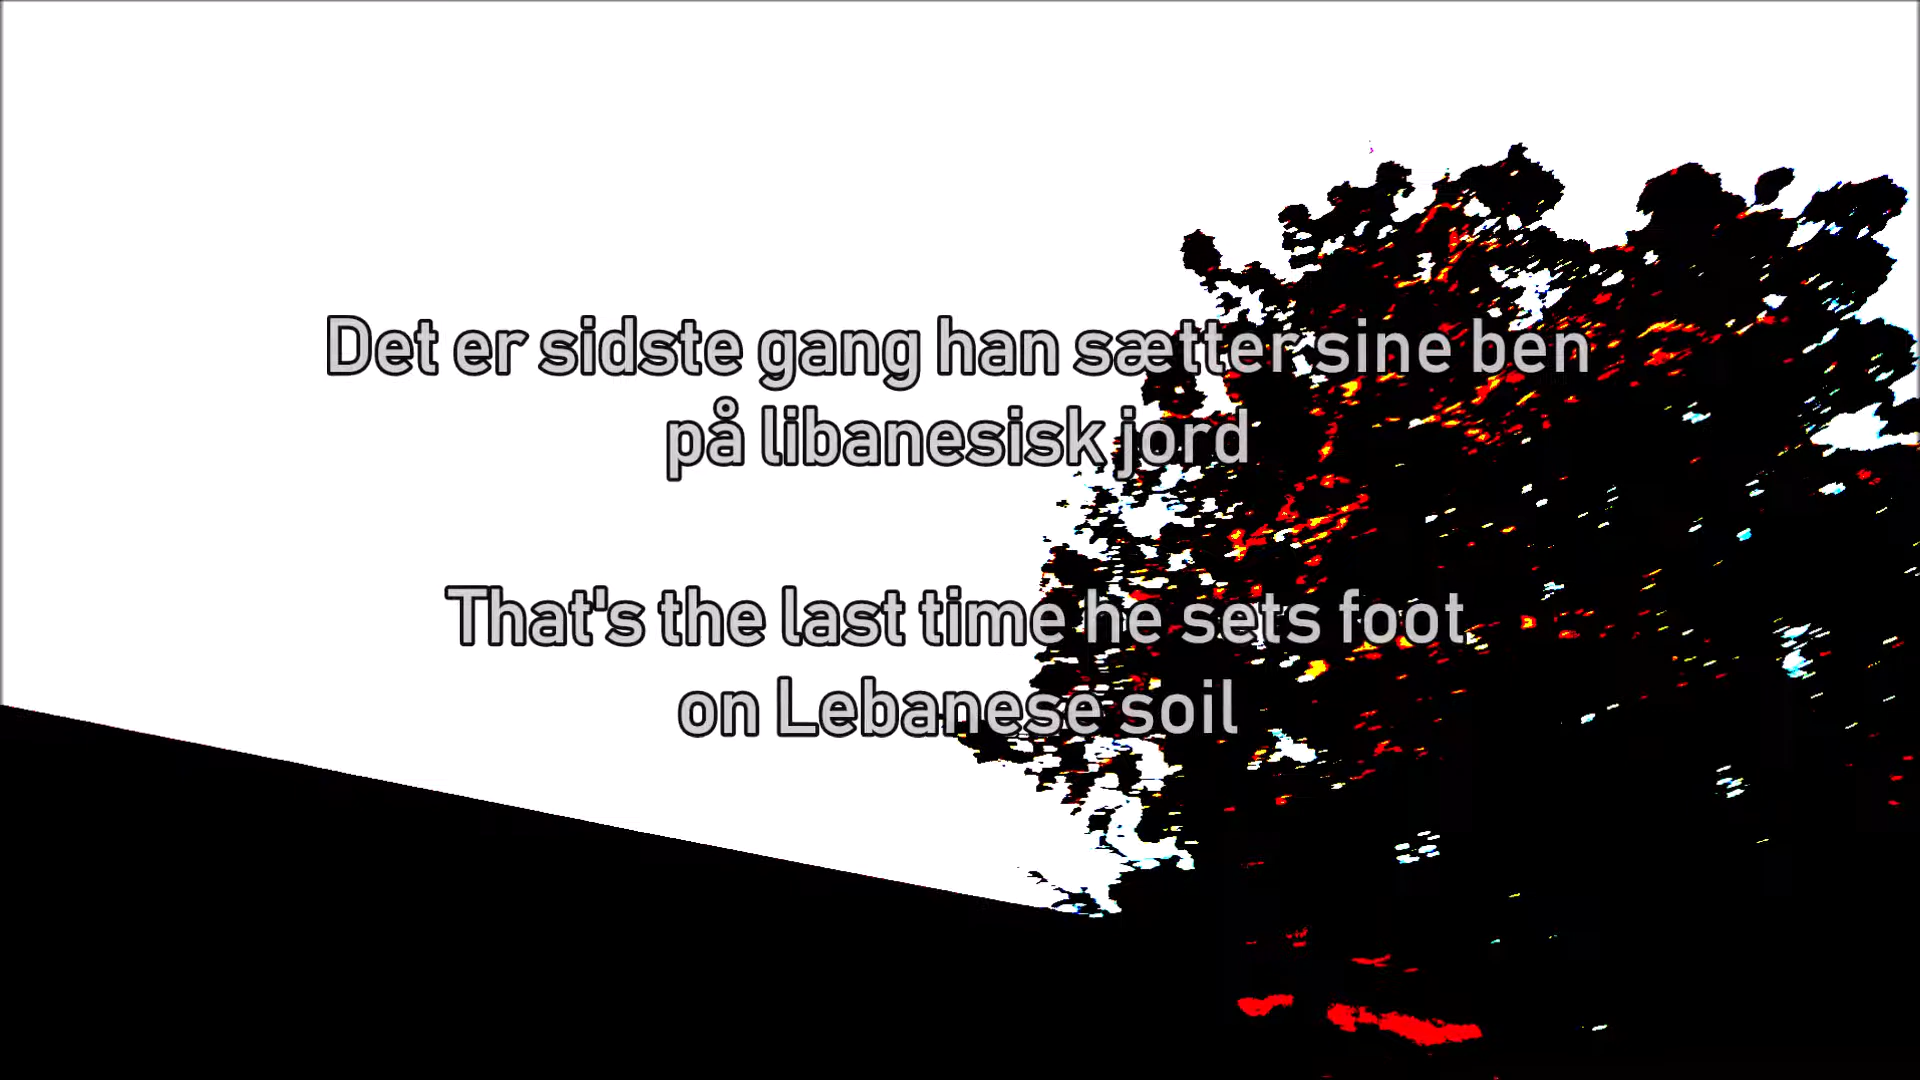 Det er sidste gang han sætter sine ben
på libanesisk jord
That's the last time he sets foot
on Lebanese soil